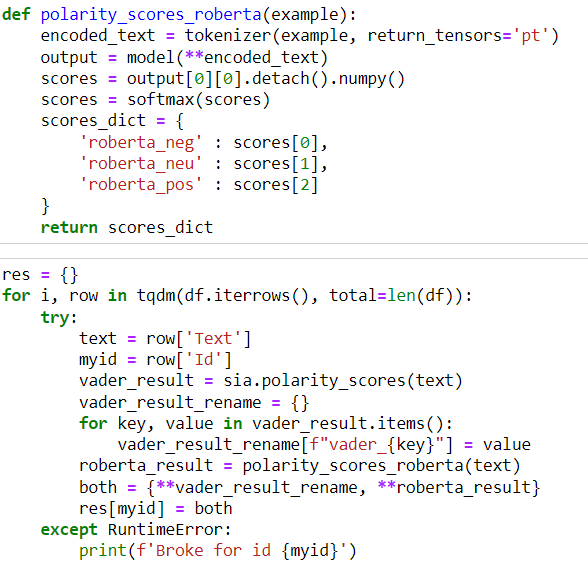 def polarity_scores_roberta(example):
    encoded_text = tokenizer(example, return_tensors='pt')
    output = model(**encoded_text)
    scores = output[0][0].detach().numpy()
    scores = softmax(scores)
    scores_dict = {
        'roberta_neg' : scores[0],
        'roberta_neu' : scores[1],
        'roberta_pos' : scores[2]
    }
    return scores_dict
res = {}
for i, row in tqdm(df.iterrows(), total=len(df)):
    try:
        text = row['Text']
        myid = row['Id']
        vader_result = sia.polarity_scores(text)
        vader_result_rename = {}
        for key, value in vader_result.items():
            vader_result_rename[f"vader_{key}"] = value
        roberta_result = polarity_scores_roberta(text)
        both = {**vader_result_rename, **roberta_result}
        res[myid] = both
    except RuntimeError:
        print(f'Broke for id {myid}')